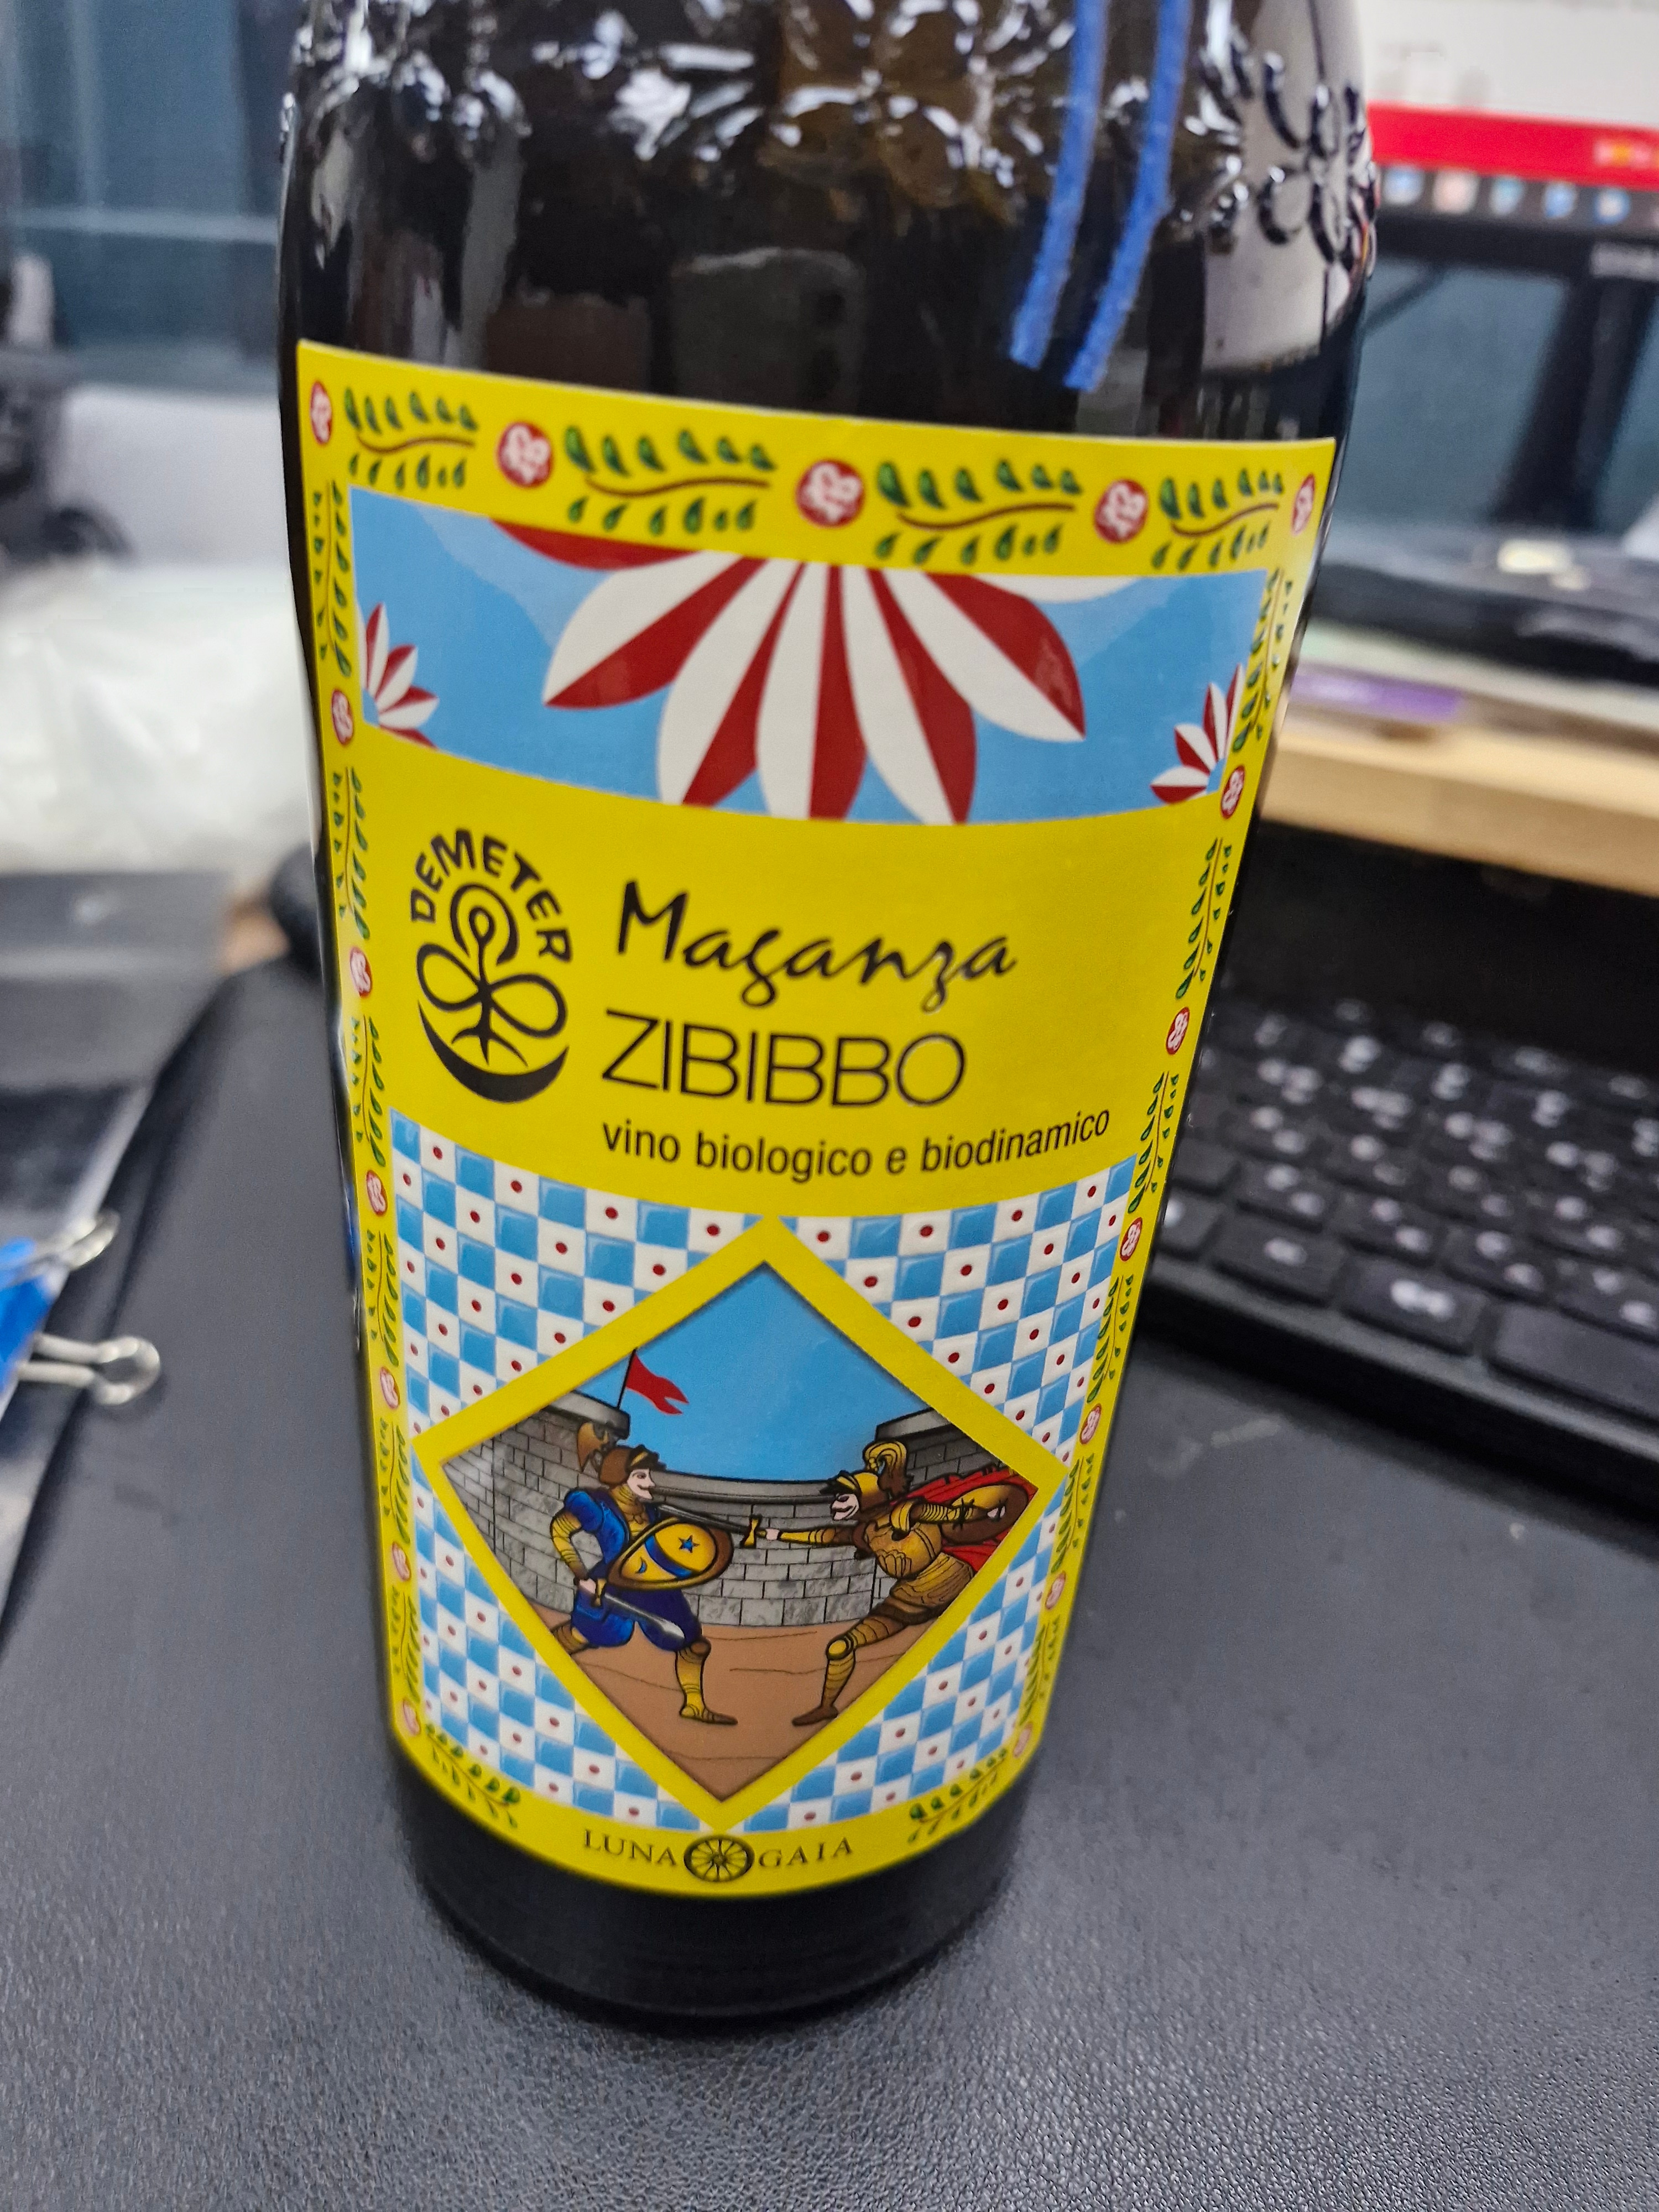 DEMETER
Maganza
ZIBIBBO
vino biologico e biodinamico
LUNA GAIA